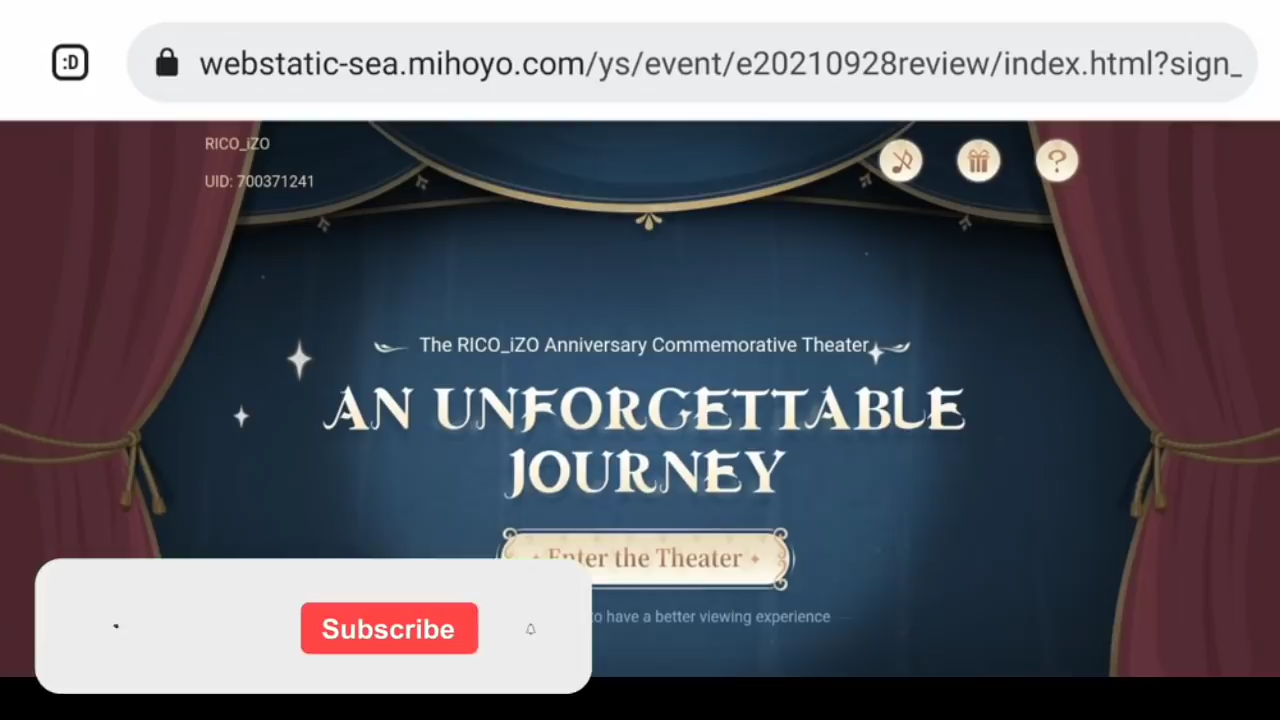 :D
webstatic-sea.mihoyo.com/ys/event/e20210928review/index.html?sign_
RICO_iZO
UID: 700371241
The RICO_iZO Anniversary Commemorative Theater
AN UNFORGETTABLE
JOURNEY
Enter the Theater
to have a better viewing experience
Subscribe